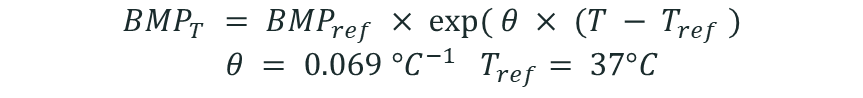 BMP_T = BMP_ref × exp( θ × (T − T_ref )
θ = 0.069 °C⁻¹ T_ref = 37°C